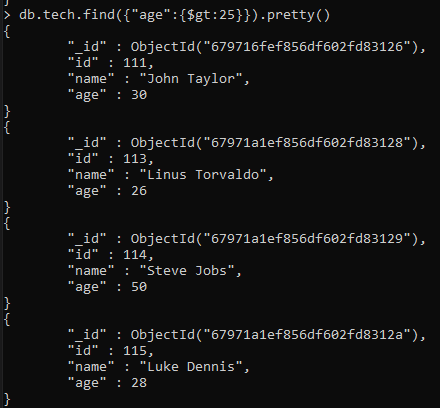 > db.tech.find({"age":{$gt:25}}).pretty()
{
"_id" : ObjectId("679716fef856df602fd83126"),
"id" : 111,
"name" : "John Taylor",
"age" : 30
}
{
"_id" : ObjectId("67971a1ef856df602fd83128"),
"id" : 113,
"name" : "Linus Torvaldo",
"age" : 26
}
{
"_id" : ObjectId("67971a1ef856df602fd83129"),
"id" : 114,
"name" : "Steve Jobs",
"age" : 50
}
{
"_id" : ObjectId("67971a1ef856df602fd8312a"),
"id" : 115,
"name" : "Luke Dennis",
"age" : 28
}